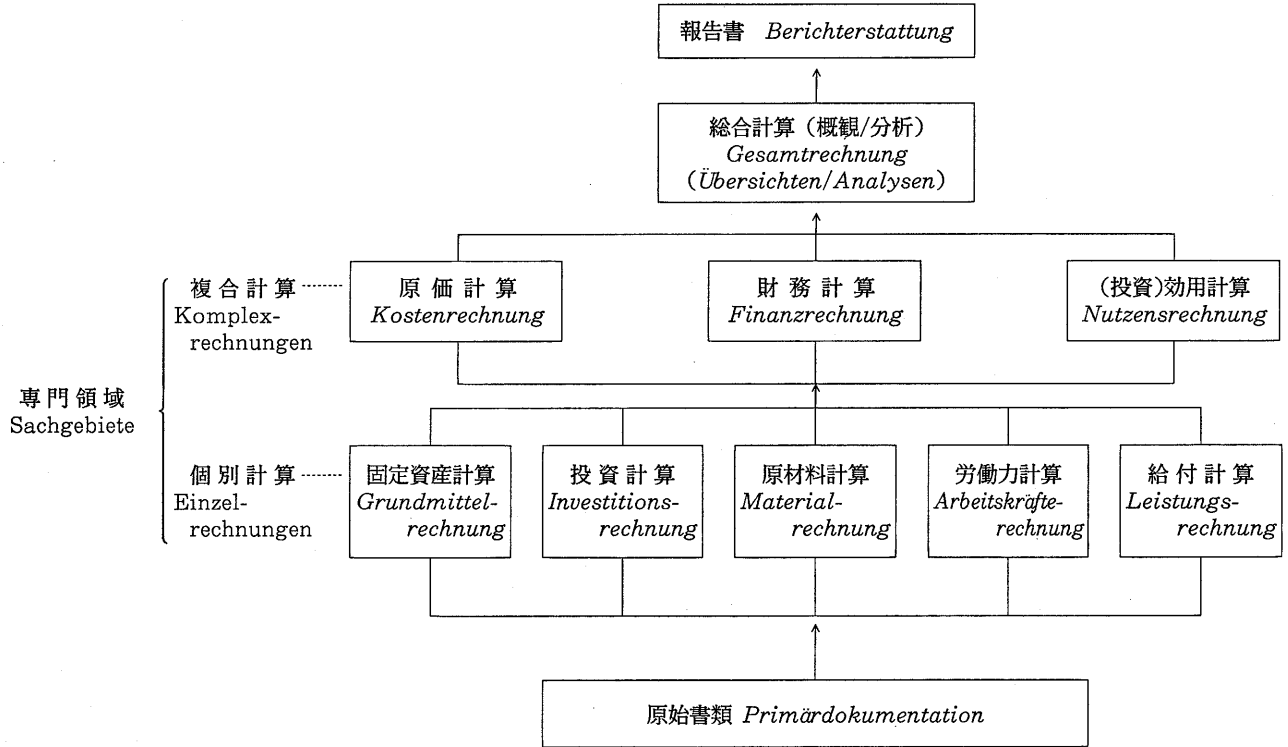 報告書 Berichterstattung
総合計算（概観/分析）
Gesamtrechnung
(Übersichten/Analysen)
複合計算
Komplex-
rechnungen
原価計算
Kostenrechnung
財務計算
Finanzrechnung
(投資)効用計算
Nutzensrechnung
専門領域
Sachgebiete
個別計算
Einzel-
rechnungen
固定資産計算
Grundmittel-
rechnung
投資計算
Investitions-
rechnung
原材料計算
Material-
rechnung
労働力計算
Arbeitskräfte-
rechnung
給付計算
Leistungs-
rechnung
原始書類 Primärdokumentation